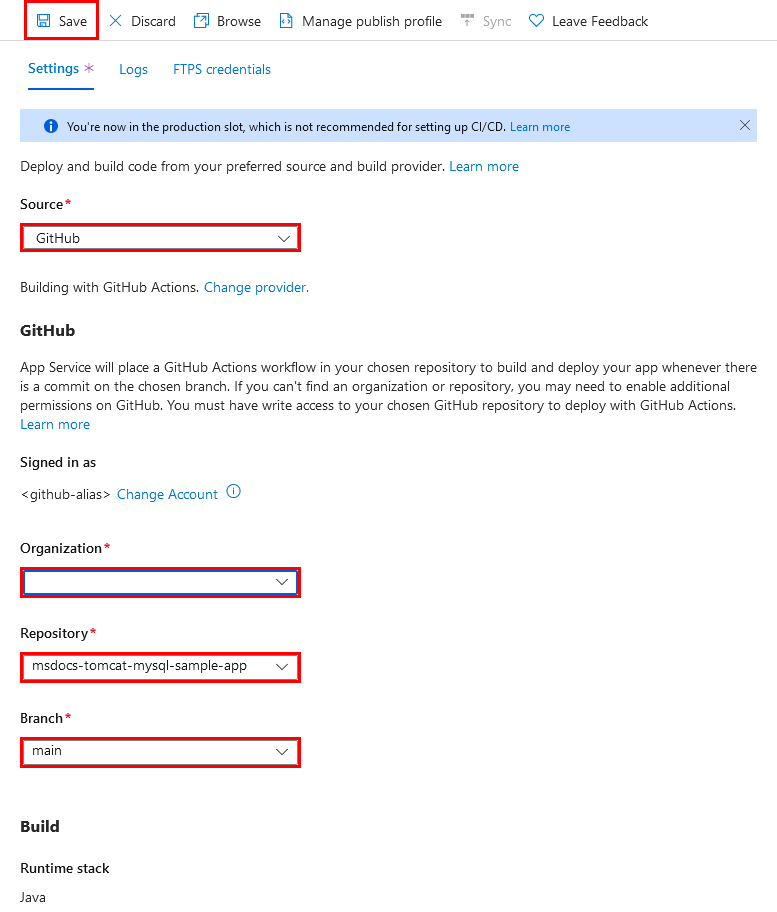 Save Discard Browse Manage publish profile Sync Leave Feedback
Settings * Logs FTPS credentials
You're now in the production slot, which is not recommended for setting up CI/CD. Learn more
Deploy and build code from your preferred source and build provider. Learn more
Source*
GitHub
Building with GitHub Actions. Change provider.
GitHub
App Service will place a GitHub Actions workflow in your chosen repository to build and deploy your app whenever there
is a commit on the chosen branch. If you can't find an organization or repository, you may need to enable additional
permissions on GitHub. You must have write access to your chosen GitHub repository to deploy with GitHub Actions.
Learn more
Signed in as
<github-alias> Change Account
Organization*
Repository*
msdocs-tomcat-mysql-sample-app
Branch*
main
Build
Runtime stack
Java